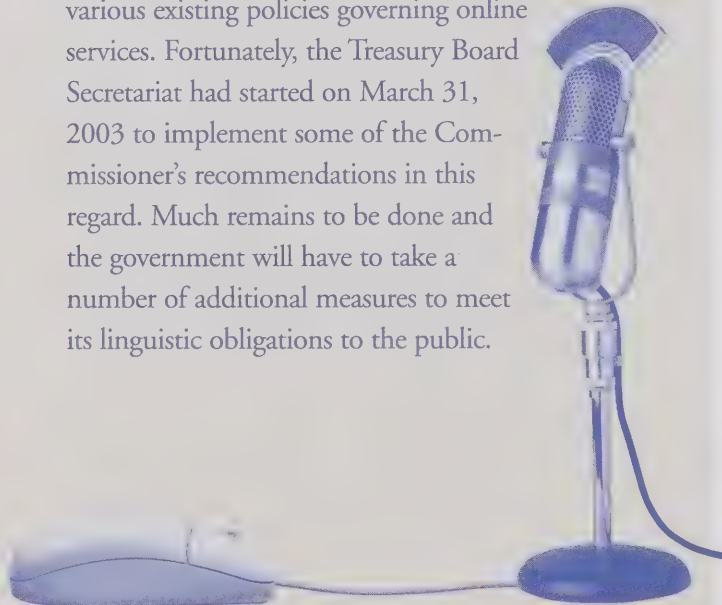 various existing policies governing online
services. Fortunately, the Treasury Board
Secretariat had started on March 31,
2003 to implement some of the Com-
missioner's recommendations in this
regard. Much remains to be done and
the government will have to take a
number of additional measures to meet
its linguistic obligations to the public.